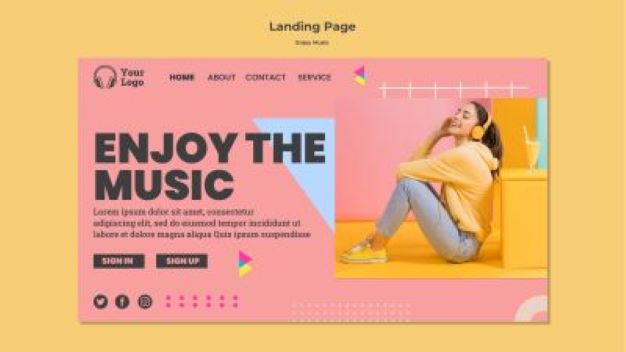 Landing Page
Enjoy Music
Your
Logo
HOME ABOUT CONTACT SERVICE
ENJOY THE
MUSIC
Lorem ipsum dolor sit amet, consectetur
adipiscing elit, sed do eiusmod tempor incididunt ut
labore et dolore magna aliqua Quis ipsum suspendisse
SIGN IN SIGN UP